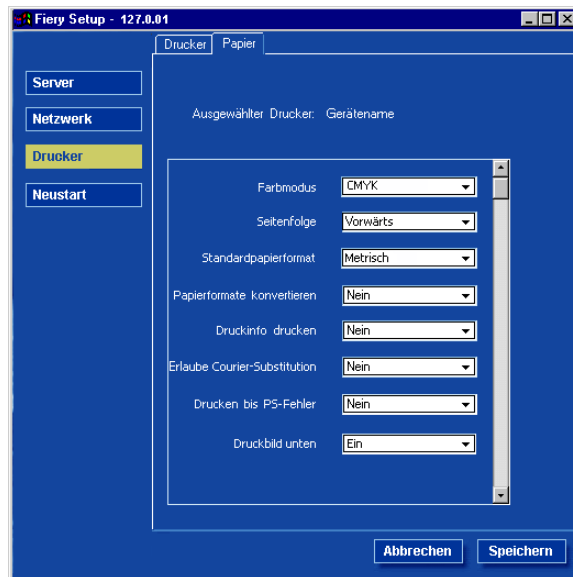 Fiery Setup - 127.0.01
Drucker Papier
Server
Netzwerk
Drucker
Neustart
Ausgewählter Drucker: Gerätename
Farbmodus CMYK
Seitenfolge Vorwärts
Standardpapierformat Metrisch
Papierformate konvertieren Nein
Druckinfo drucken Nein
Erlaube Courier-Substitution Nein
Drucken bis PS-Fehler Nein
Druckbild unten Ein
Abbrechen Speichern